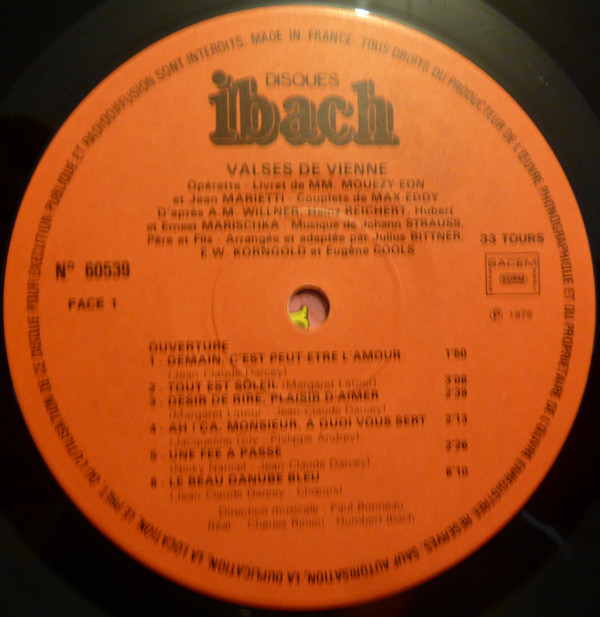 DISQUES
ibach
VALSES DE VIENNE
Opérette - Livret de MM. MOUEZY-EON
et Jean MARIETTI - Couplets de MAX-EDDY
D'après A.M. WILLNER, Heinz REICHERT, Hubert
et Ernest MARISCHKA - Musique de Johann STRAUSS,
Père et Fils - Arrangée et adaptée par Julius BITTNER,
E.W. KORNGOLD et Eugène COOLS
33 TOURS
N° 60539
SACEM
SDRM
FACE 1
℗ 1979
OUVERTURE
1 - DEMAIN, C'EST PEUT-ETRE L'AMOUR 1'50
(Jean-Claude Darcey)
2 - TOUT EST SOLEIL (Margaret Latour) 3'08
3 - DESIR DE RIRE, PLAISIR D'AIMER 2'39
(Margaret Latour - Jean-Claude Darcey)
4 - AH ! ÇA, MONSIEUR, A QUOI VOUS SERT 2'13
(Jacqueline Guy - Philippe Andrey)
5 - UNE FEE A PASSE 2'28
(Nicky Nancel - Jean-Claude Darcey)
6 - LE BEAU DANUBE BLEU 6'10
(Jean-Claude Darcey - Chœurs)
Direction musicale : Paul Bonneau
Réal : Charles Rinieri - Humbert Ibach
MADE IN FRANCE. TOUS DROITS DU PRODUCTEUR DE L'ŒUVRE PHONOGRAPHIQUE ET DU PROPRIETAIRE DE L'ŒUVRE ENREGISTREE RESERVES. SAUF AUTORISATION, LA DUPLICATION, LA LOCATION, LE PRET, OU L'UTILISATION DE CE DISQUE POUR EXECUTION PUBLIQUE ET RADIODIFFUSION SONT INTERDITS.